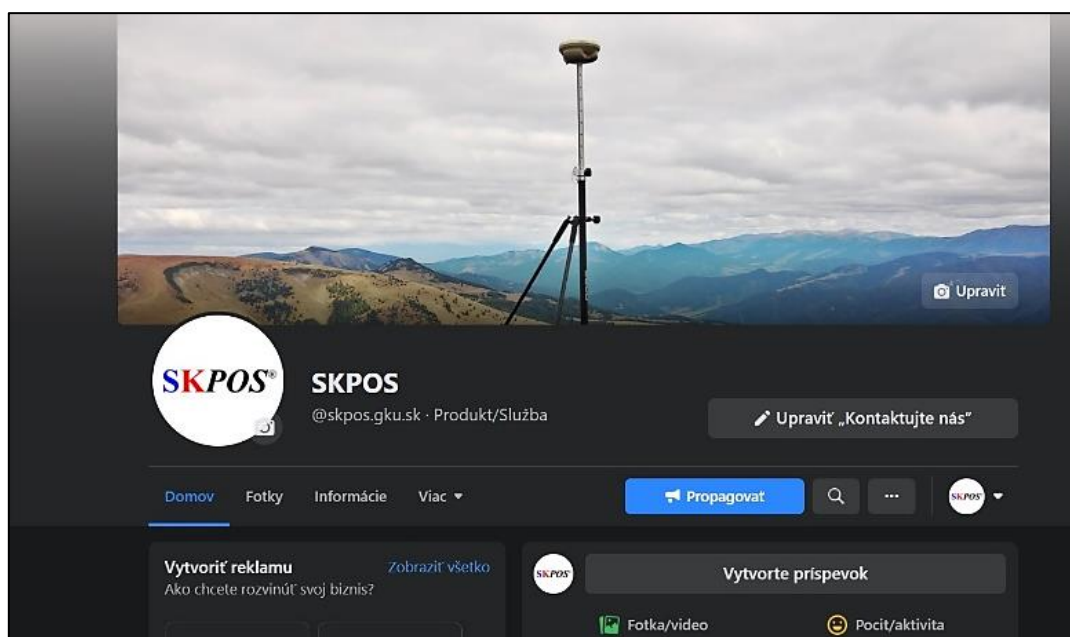 Upraviť
SKPOS®
SKPOS
@skpos.gku.sk · Produkt/Služba
Upraviť „Kontaktujte nás“
Domov
Fotky
Informácie
Viac
Propagovať
SKPOS
Vytvoriť reklamu
Zobraziť všetko
Ako chcete rozvinúť svoj biznis?
SKPOS
Vytvorte príspevok
Fotka/video
Pocit/aktivita